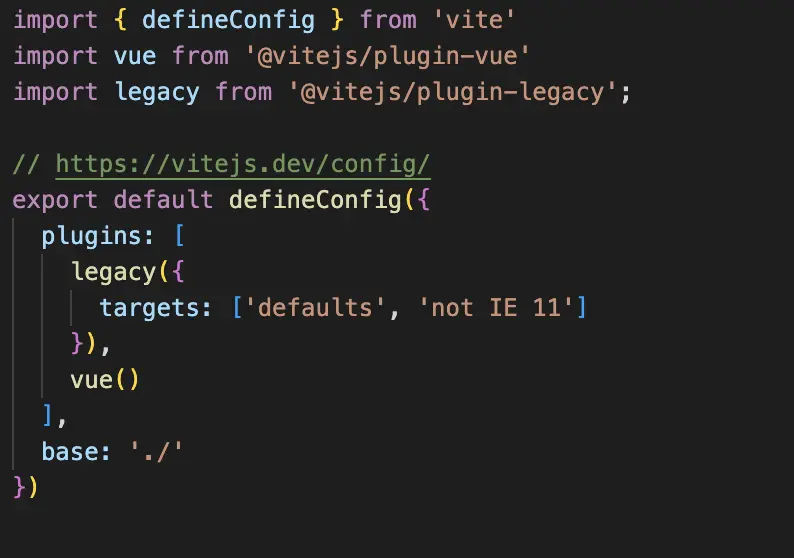 import { defineConfig } from 'vite'
import vue from '@vitejs/plugin-vue'
import legacy from '@vitejs/plugin-legacy';

// https://vitejs.dev/config/
export default defineConfig({
  plugins: [
    legacy({
      targets: ['defaults', 'not IE 11']
    }),
    vue()
  ],
  base: './'
})